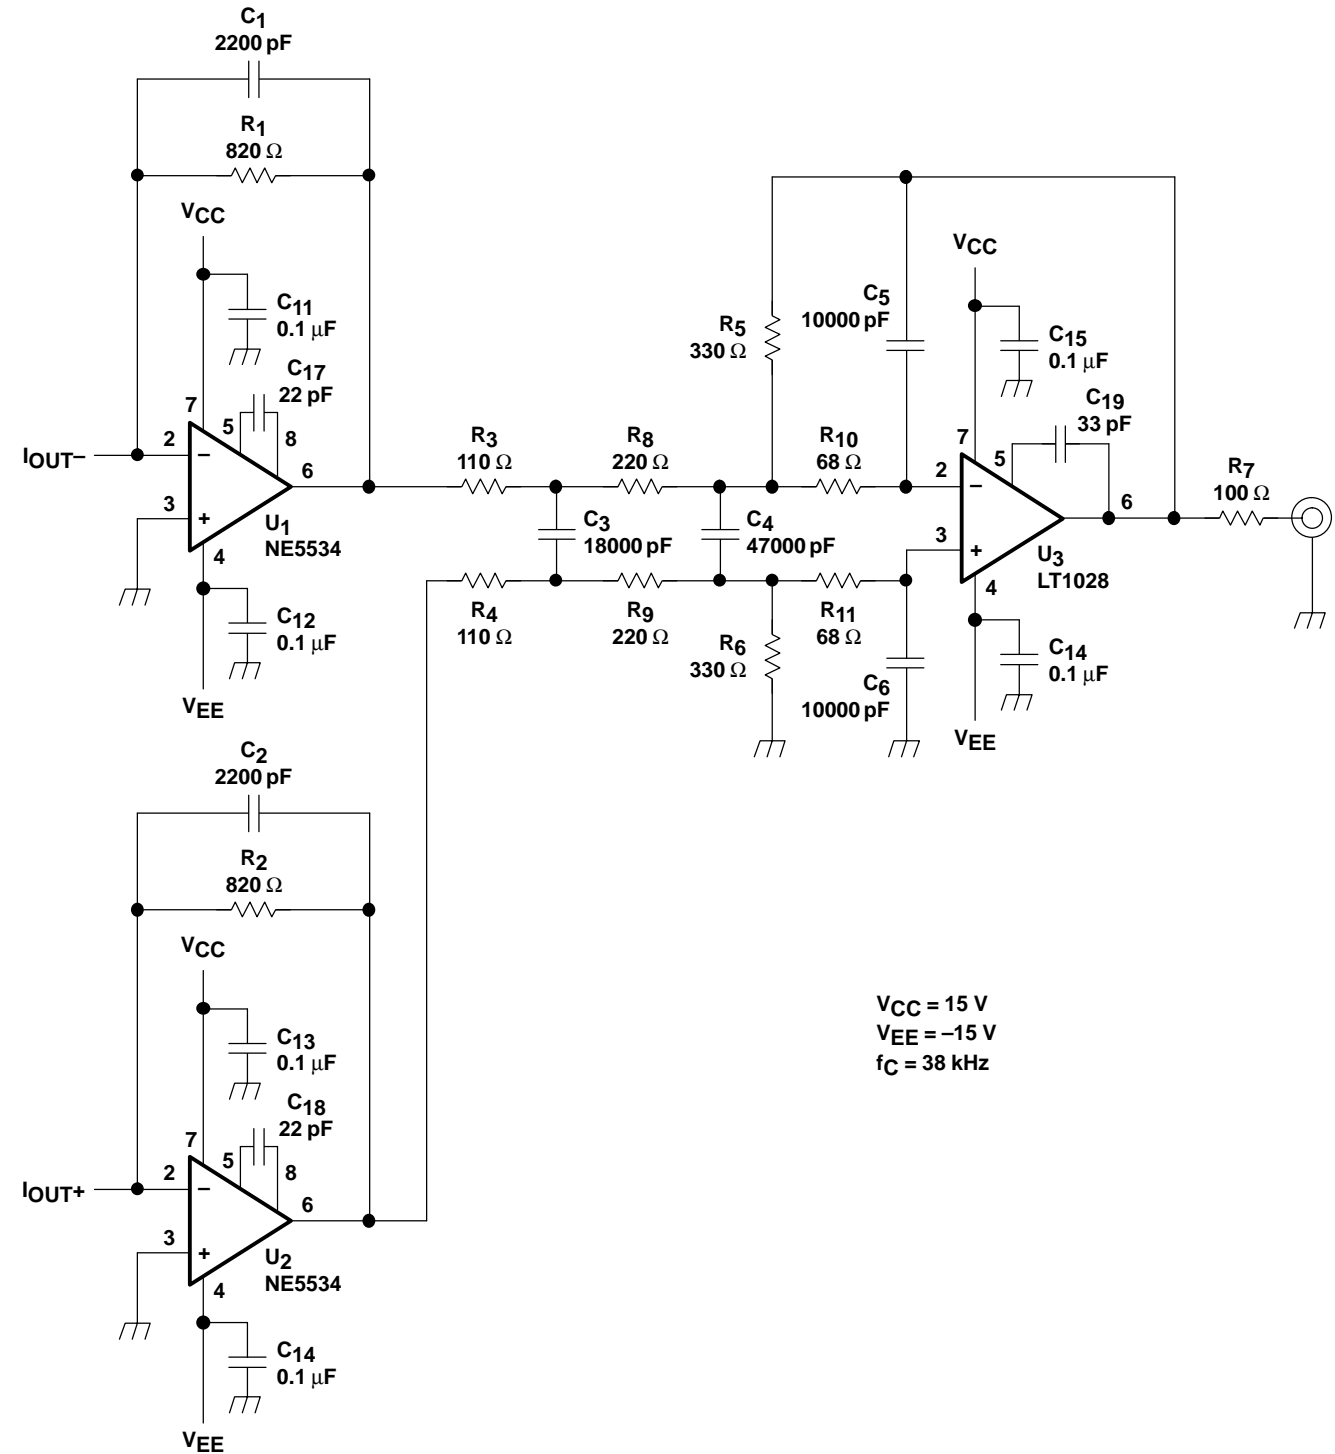 C1
2200 pF
R1
820 Ω
VCC
C11
0.1 μF
C17
22 pF
7
5
8
IOUT–
2
–
6
3
+
U1
NE5534
4
C12
0.1 μF
VEE
R3
110 Ω
R8
220 Ω
R10
68 Ω
C3
18000 pF
C4
47000 pF
R4
110 Ω
R9
220 Ω
R11
68 Ω
R5
330 Ω
C5
10000 pF
R6
330 Ω
C6
10000 pF
VCC
C15
0.1 μF
C19
33 pF
7
5
2
–
6
3
+
U3
LT1028
4
C14
0.1 μF
VEE
R7
100 Ω
C2
2200 pF
R2
820 Ω
VCC
C13
0.1 μF
C18
22 pF
7
5
8
IOUT+
2
–
6
3
+
U2
NE5534
4
C14
0.1 μF
VEE
VCC = 15 V
VEE = –15 V
fC = 38 kHz